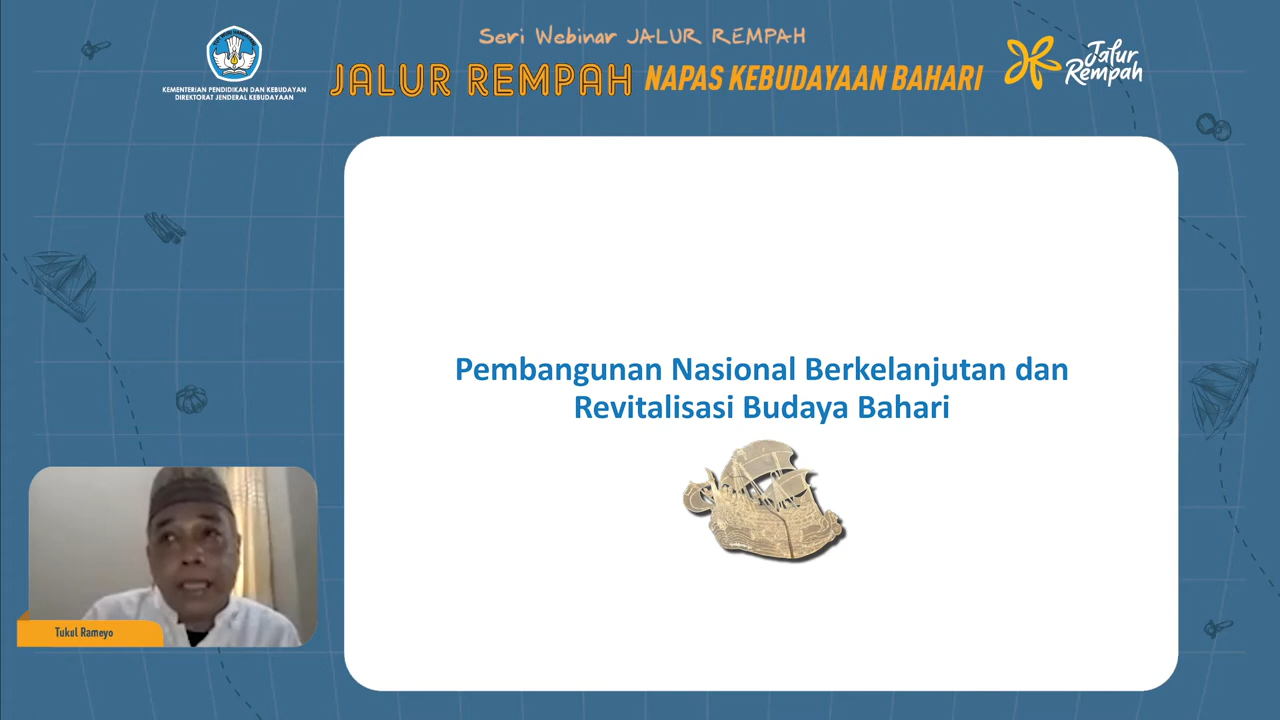 Seri Webinar JALUR REMPAH
JALUR REMPAH NAPAS KEBUDAYAAN BAHARI
KEMENTERIAN PENDIDIKAN DAN KEBUDAYAN
DIREKTORAT JENDERAL KEBUDAYAAN
Jalur
Rempah
Pembangunan Nasional Berkelanjutan dan
Revitalisasi Budaya Bahari
Tukul Rameyo